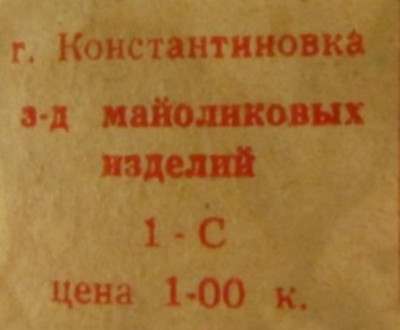 г. Константиновка
з-д майоликовых
изделий
1 - С
цена 1-00 к.